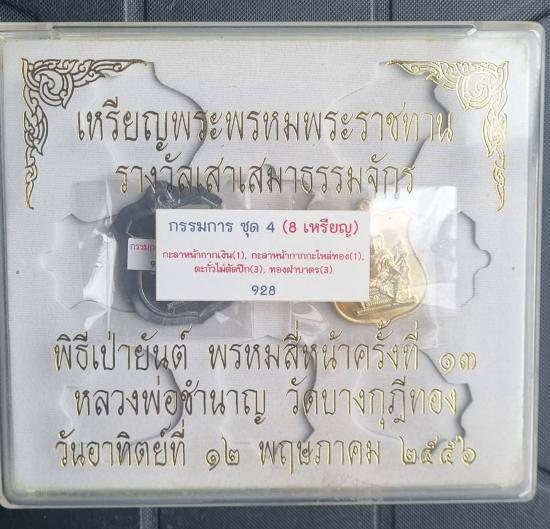 เหรียญพระพรหมพระราชทาน
รางวัลเสาเสมาธรรมจักร
กรรมการ ชุด 4 (8 เหรียญ)
กะลาหน้ากากเงิน(1), กะลาหน้ากากกะไหล่ทอง(1),
ตะกั่วไม่ตัดปีก(3), ทองฝาบาตร(3)
928
พิธีเป่ายันต์ พรหมสี่หน้าครั้งที่ ๑๓
หลวงพ่อชำนาญ วัดบางกุฎีทอง
วันอาทิตย์ที่ ๑๒ พฤษภาคม ๒๕๕๖